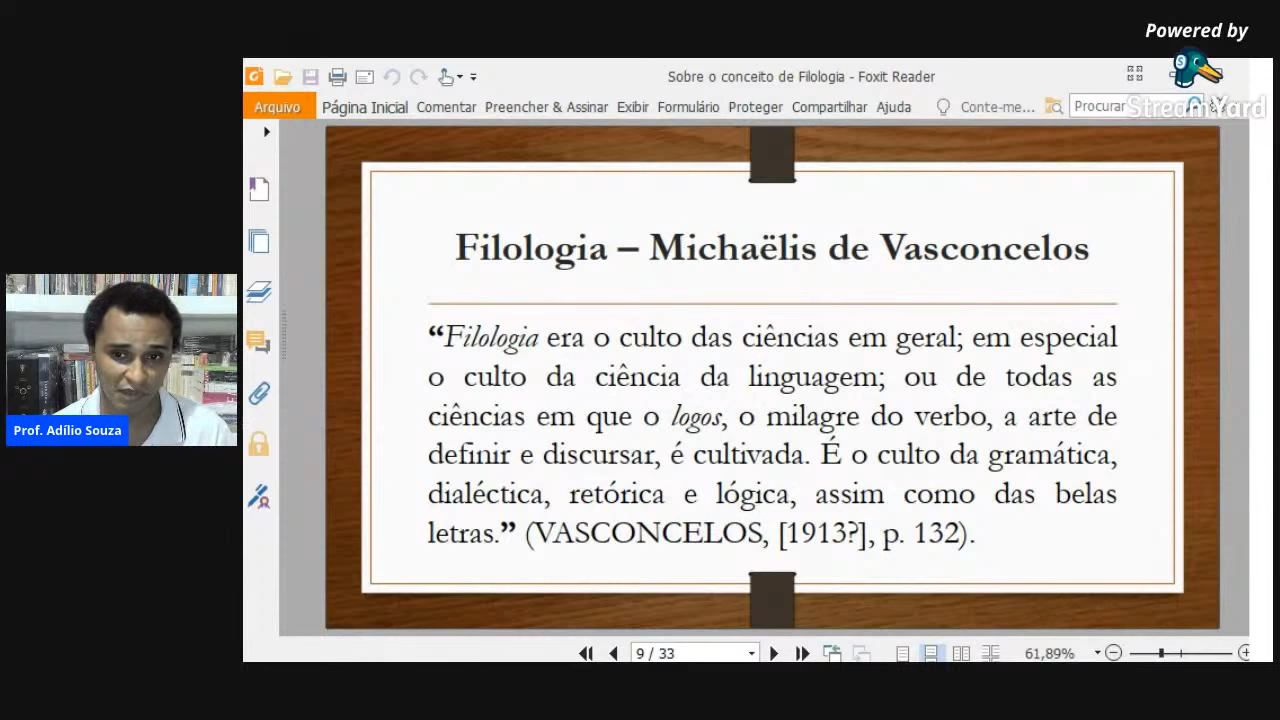 Powered by
StreamYard
Sobre o conceito de Filologia - Foxit Reader
Arquivo Página Inicial Comentar Preencher & Assinar Exibir Formulário Proteger Compartilhar Ajuda Conte-me... Procurar
Filologia – Michaëlis de Vasconcelos
“Filologia era o culto das ciências em geral; em especial
o culto da ciência da linguagem; ou de todas as
ciências em que o logos, o milagre do verbo, a arte de
definir e discursar, é cultivada. É o culto da gramática,
dialéctica, retórica e lógica, assim como das belas
letras.” (VASCONCELOS, [1913?], p. 132).
Prof. Adílio Souza
9 / 33
61,89%